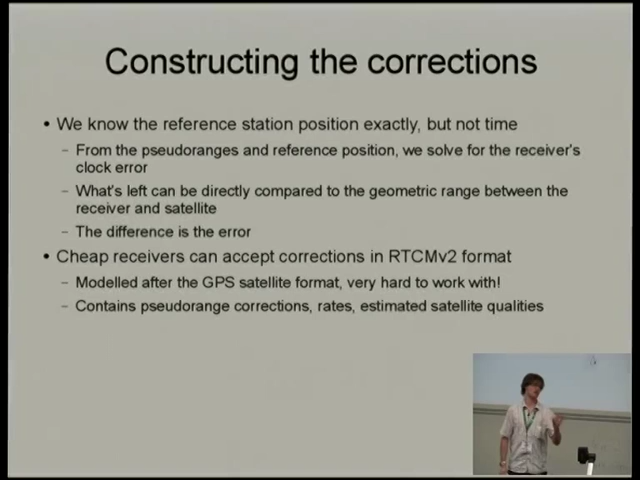 Constructing the corrections
• We know the reference station position exactly, but not time
– From the pseudoranges and reference position, we solve for the receiver's
clock error
– What's left can be directly compared to the geometric range between the
receiver and satellite
– The difference is the error
• Cheap receivers can accept corrections in RTCMv2 format
– Modelled after the GPS satellite format, very hard to work with!
– Contains pseudorange corrections, rates, estimated satellite qualities